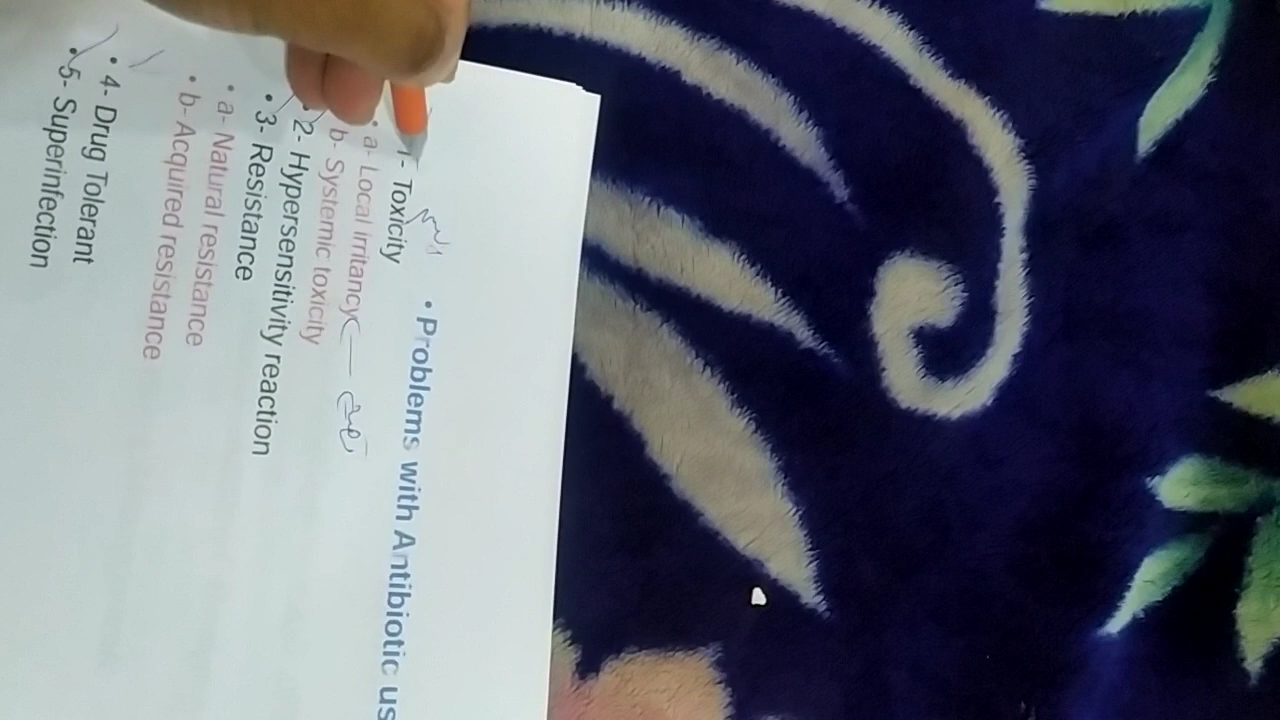 • Problems with Antibiotic us
1- Toxicity
• a- Local irritancy
b- Systemic toxicity
2- Hypersensitivity reaction
• 3- Resistance
• a- Natural resistance
• b- Acquired resistance
• 4- Drug Tolerant
• 5- Superinfection